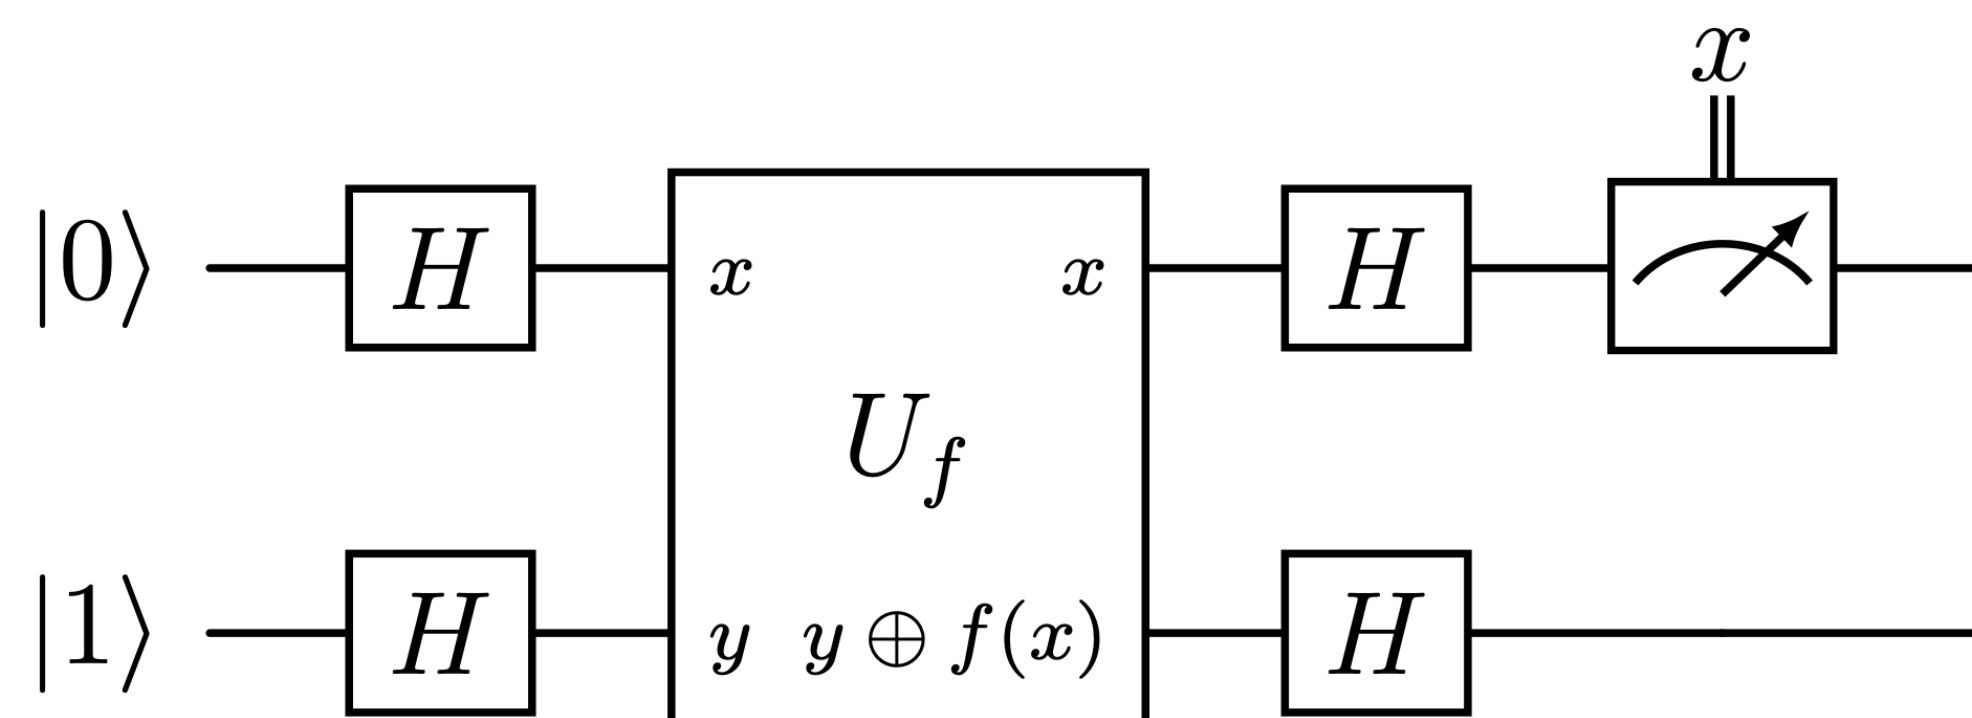 x
|0⟩ H x x H
U_f
|1⟩ H y y ⊕ f(x) H